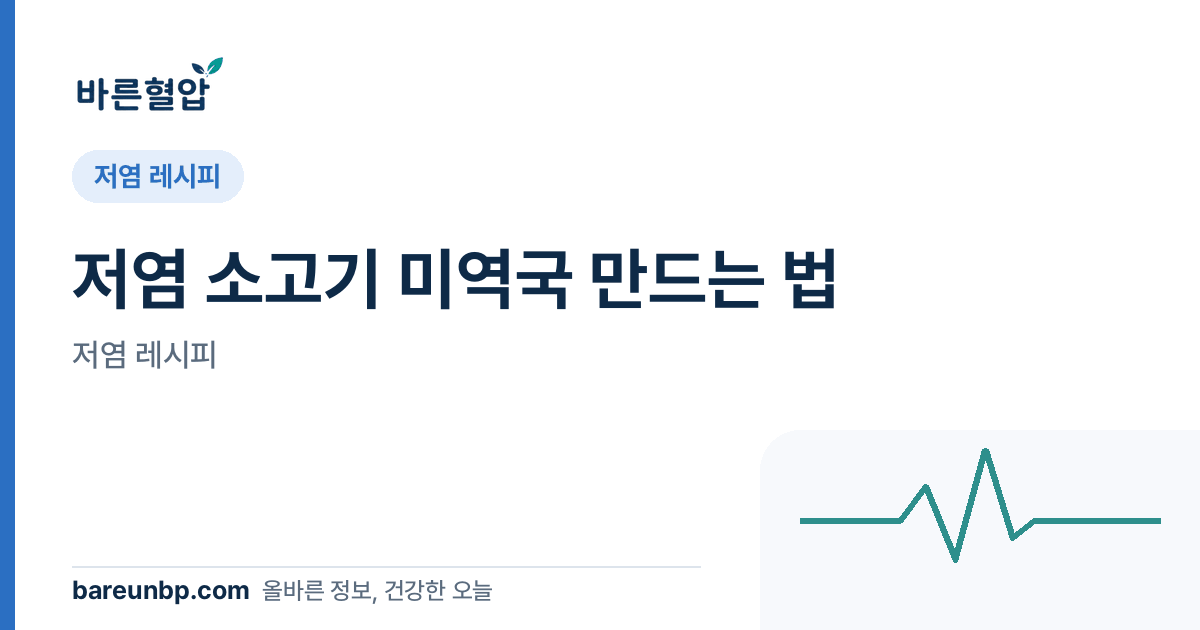 바른혈압
저염 레시피
저염 소고기 미역국 만드는 법
저염 레시피
bareunbp.com 올바른 정보, 건강한 오늘